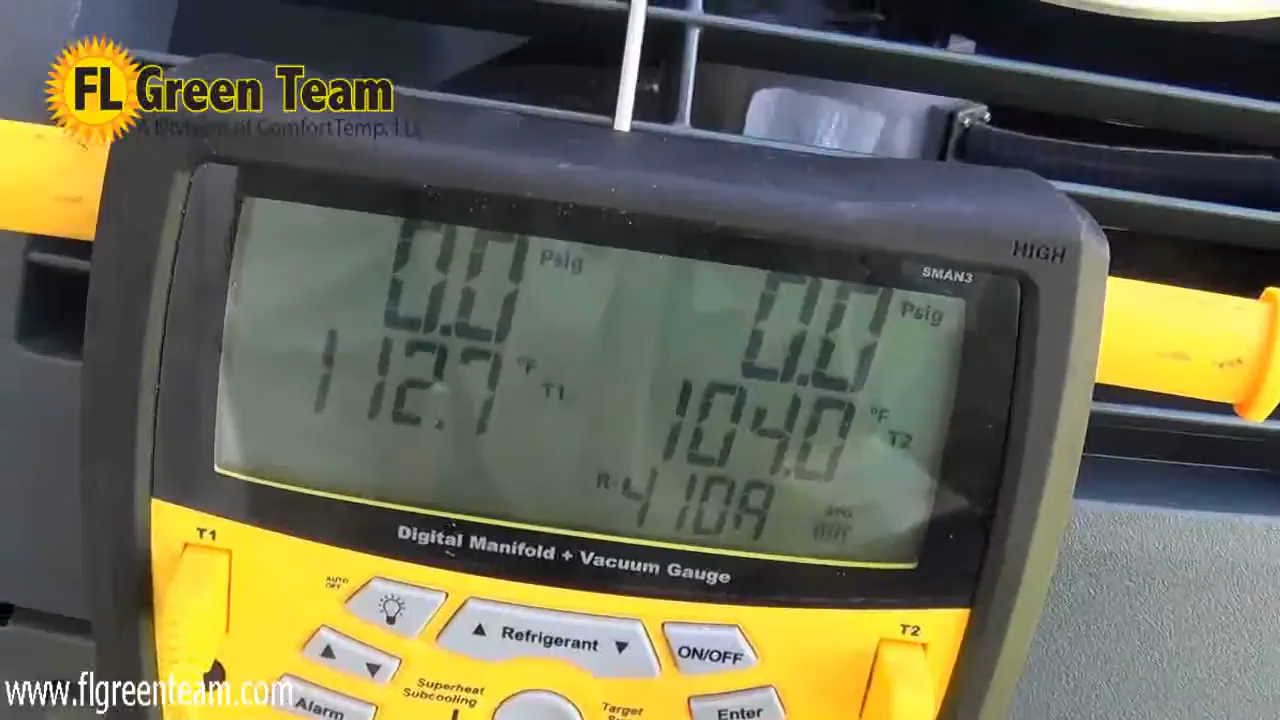 FL Green Team
A Division of ComfortTemp, LLC
HIGH
SMAN3
0.0 Psig
0.0 Psig
112.7 °F T1
104.0 °F T2
R-410A
Digital Manifold + Vacuum Gauge
T1
T2
AUTO OFF
▲ Refrigerant ▼
ON/OFF
▲ ▼
Superheat
Subcooling
Target
Alarm
Enter
www.flgreenteam.com